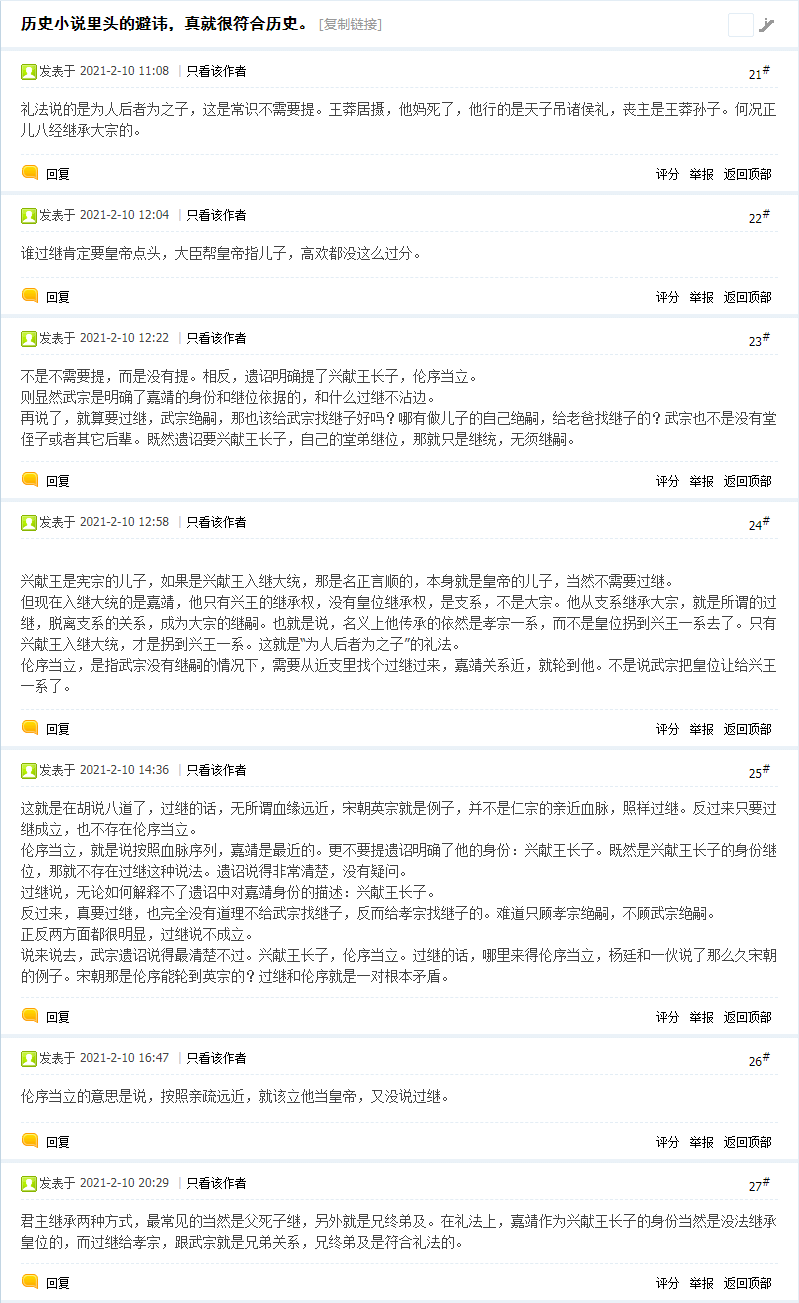 历史小说里头的避讳，真就很符合历史。 [复制链接]
发表于 2021-2-10 11:08 | 只看该作者 21#
礼法说的是为人后者为之子，这是常识不需要提。王莽居摄，他妈死了，他行的是天子吊诸侯礼，丧主是王莽孙子。何况正
儿八经继承大宗的。
回复 评分 举报 返回顶部
发表于 2021-2-10 12:04 | 只看该作者 22#
谁过继肯定要皇帝点头，大臣帮皇帝指儿子，高欢都没这么过分。
回复 评分 举报 返回顶部
发表于 2021-2-10 12:22 | 只看该作者 23#
不是不需要提，而是没有提。相反，遗诏明确提了兴献王长子，伦序当立。
则显然武宗是明确了嘉靖的身份和继位依据的，和什么过继不沾边。
再说了，就算要过继，武宗绝嗣，那也该给武宗找继子好吗？哪有做儿子的自己绝嗣，给老爸找继子的？武宗也不是没有堂
侄子或者其它后辈。既然遗诏要兴献王长子，自己的堂弟继位，那就只是继统，无须继嗣。
回复 评分 举报 返回顶部
发表于 2021-2-10 12:58 | 只看该作者 24#
兴献王是宪宗的儿子，如果是兴献王入继大统，那是名正言顺的，本身就是皇帝的儿子，当然不需要过继。
但现在入继大统的是嘉靖，他只有兴王的继承权，没有皇位继承权，是支系，不是大宗。他从支系继承大宗，就是所谓的过
继，脱离支系的关系，成为大宗的继嗣。也就是说，名义上他传承的依然是孝宗一系，而不是皇位拐到兴王一系去了。只有
兴献王入继大统，才是拐到兴王一系。这就是“为人后者为之子”的礼法。
伦序当立，是指武宗没有继嗣的情况下，需要从近支里找个过继过来，嘉靖关系近，就轮到他。不是说武宗把皇位让给兴王
一系了。
回复 评分 举报 返回顶部
发表于 2021-2-10 14:36 | 只看该作者 25#
这就是在胡说八道了，过继的话，无所谓血缘远近，宋朝英宗就是例子，并不是仁宗的亲近血脉，照样过继。反过来只要过
继成立，也不存在伦序当立。
伦序当立，就是说按照血脉序列，嘉靖是最近的。更不要提遗诏明确了他的身份：兴献王长子。既然是兴献王长子的身份继
位，那就不存在过继这种说法。遗诏说得非常清楚，没有疑问。
过继说，无论如何解释不了遗诏中对嘉靖身份的描述：兴献王长子。
反过来，真要过继，也完全没有道理不给武宗找继子，反而给孝宗找继子的。难道只顾孝宗绝嗣，不顾武宗绝嗣。
正反两方面都很明显，过继说不成立。
说来说去，武宗遗诏说得最清楚不过。兴献王长子，伦序当立。过继的话，哪里来得伦序当立，杨廷和一伙说了那么久宋朝
的例子。宋朝那是伦序能轮到英宗的？过继和伦序就是一对根本矛盾。
回复 评分 举报 返回顶部
发表于 2021-2-10 16:47 | 只看该作者 26#
伦序当立的意思是说，按照亲疏远近，就该立他当皇帝，又没说过继。
回复 评分 举报 返回顶部
发表于 2021-2-10 20:29 | 只看该作者 27#
君主继承两种方式，最常见的当然是父死子继，另外就是兄终弟及。在礼法上，嘉靖作为兴献王长子的身份当然是没法继承
皇位的，而过继给孝宗，跟武宗就是兄弟关系，兄终弟及是符合礼法的。
回复 评分 举报 返回顶部